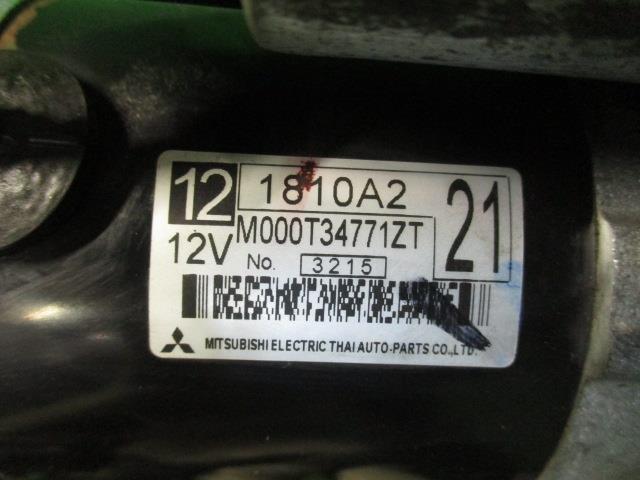 12 1810A2 21
12V M000T34771ZT
No. 3215
MITSUBISHI ELECTRIC THAI AUTO-PARTS CO.,LTD.